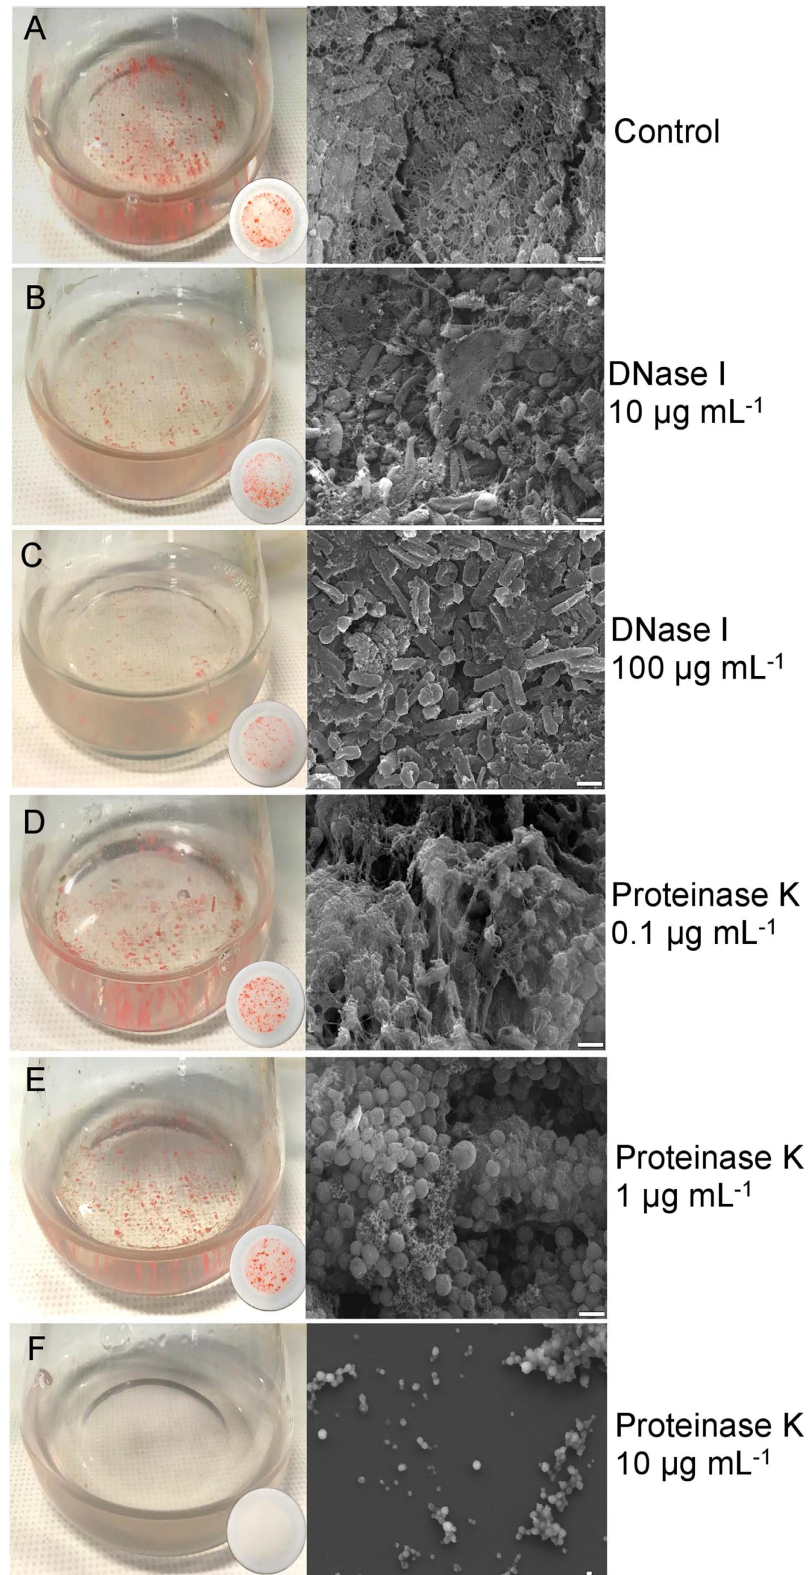 A
Control
B
DNase I
10 µg mL-1
C
DNase I
100 µg mL-1
D
Proteinase K
0.1 µg mL-1
E
Proteinase K
1 µg mL-1
F
Proteinase K
10 µg mL-1